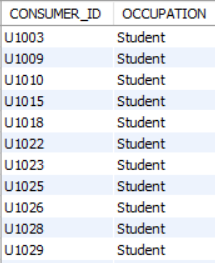 CONSUMER_ID OCCUPATION
U1003 Student
U1009 Student
U1010 Student
U1015 Student
U1018 Student
U1022 Student
U1023 Student
U1025 Student
U1026 Student
U1028 Student
U1029 Student